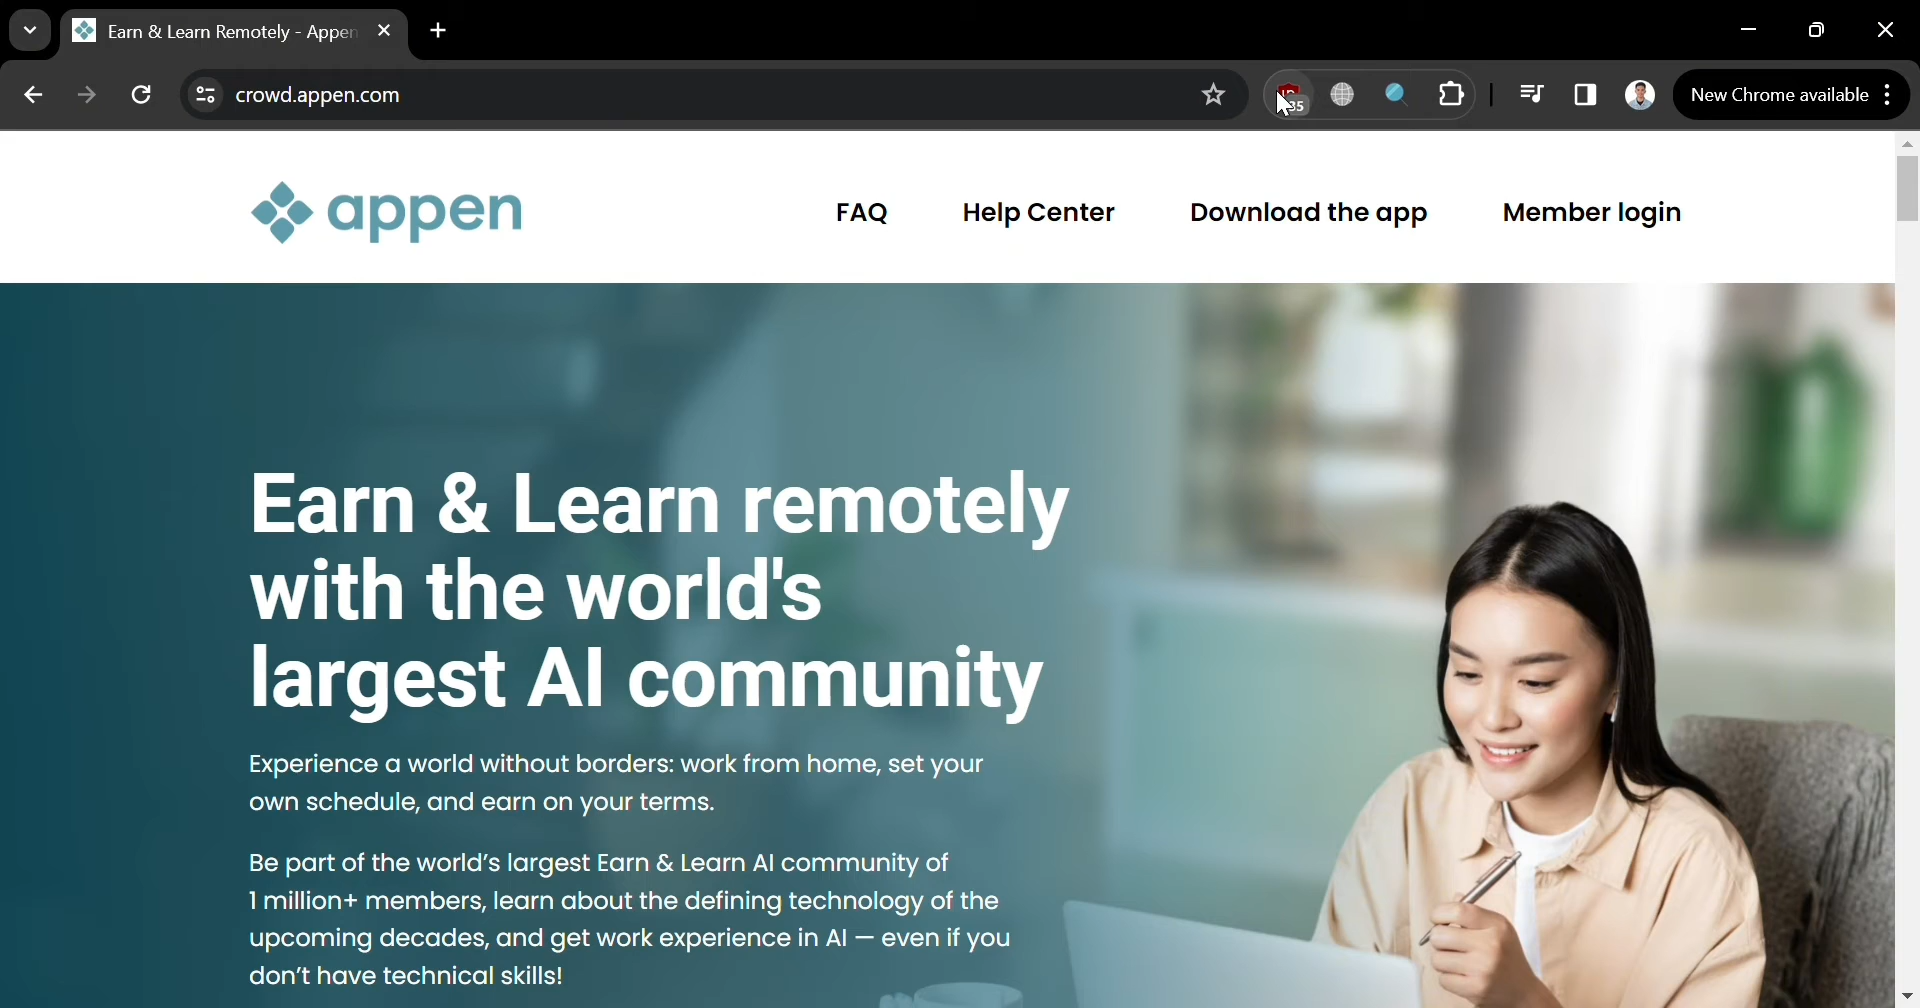 Earn & Learn Remotely - Appen
crowd.appen.com
35
New Chrome available
appen
FAQ
Help Center
Download the app
Member login
Earn & Learn remotely
with the world's
largest AI community
Experience a world without borders: work from home, set your
own schedule, and earn on your terms.
Be part of the world's largest Earn & Learn AI community of
1 million+ members, learn about the defining technology of the
upcoming decades, and get work experience in AI — even if you
don't have technical skills!